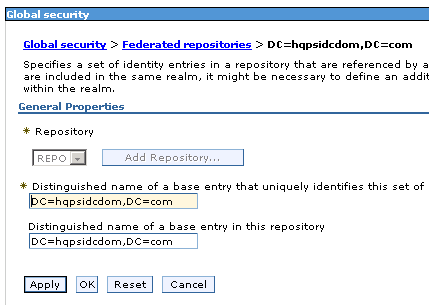 Global security
Global security > Federated repositories > DC=hqpsidcdom,DC=com
Specifies a set of identity entries in a repository that are referenced by a
are included in the same realm, it might be necessary to define an addit
within the realm.
General Properties
* Repository
REPO Add Repository...
* Distinguished name of a base entry that uniquely identifies this set of
DC=hqpsidcdom,DC=com
Distinguished name of a base entry in this repository
DC=hqpsidcdom,DC=com
Apply OK Reset Cancel